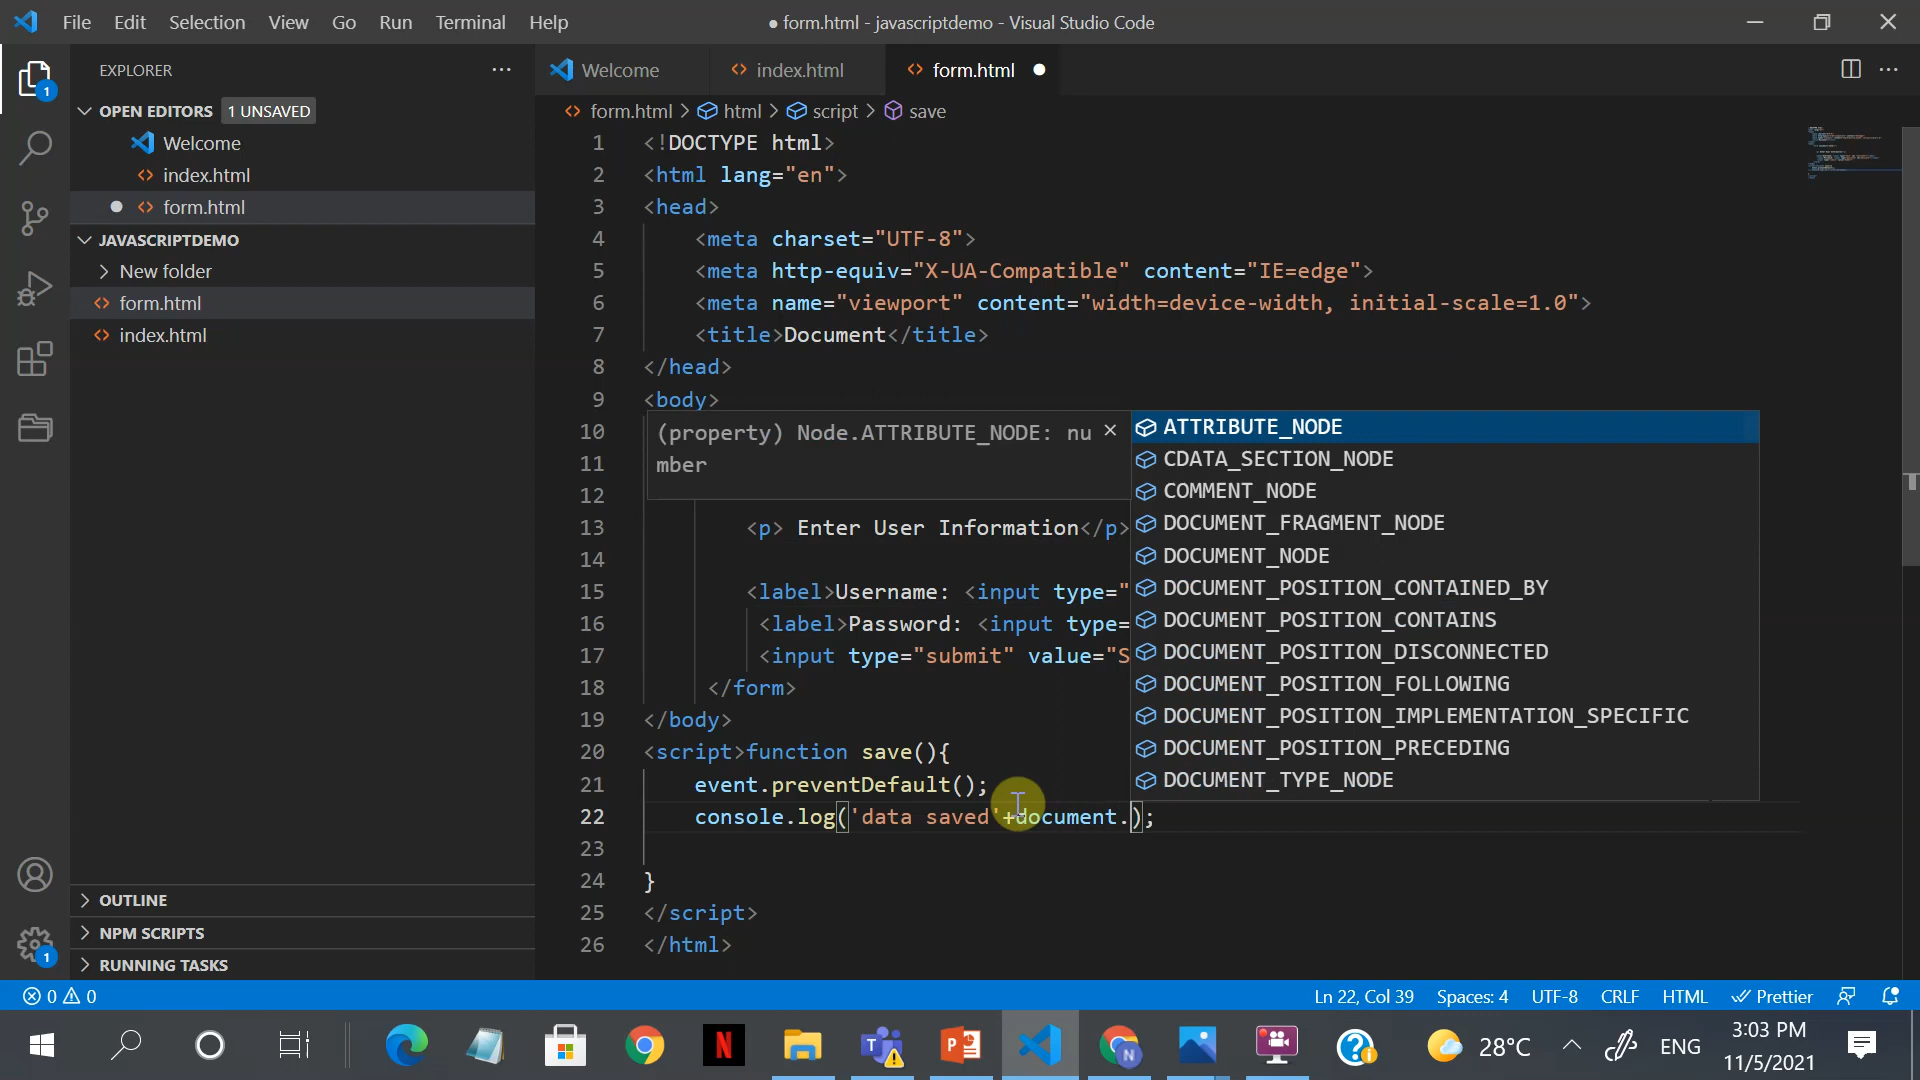 File Edit Selection View Go Run Terminal Help
● form.html - javascriptdemo - Visual Studio Code
EXPLORER
OPEN EDITORS 1 UNSAVED
Welcome
index.html
form.html
JAVASCRIPTDEMO
New folder
form.html
index.html
OUTLINE
NPM SCRIPTS
RUNNING TASKS
1
1
Welcome index.html form.html
form.html > html > script > save
1 <!DOCTYPE html>
2 <html lang="en">
3 <head>
4 <meta charset="UTF-8">
5 <meta http-equiv="X-UA-Compatible" content="IE=edge">
6 <meta name="viewport" content="width=device-width, initial-scale=1.0">
7 <title>Document</title>
8 </head>
9 <body>
10
11
12
13 <p> Enter User Information</p>
14
15 <label>Username: <input type="
16 <label>Password: <input type=
17 <input type="submit" value="S
18 </form>
19 </body>
20 <script>function save(){
21 event.preventDefault();
22 console.log('data saved'+document.);
23
24 }
25 </script>
26 </html>
(property) Node.ATTRIBUTE_NODE: nu
mber
ATTRIBUTE_NODE
CDATA_SECTION_NODE
COMMENT_NODE
DOCUMENT_FRAGMENT_NODE
DOCUMENT_NODE
DOCUMENT_POSITION_CONTAINED_BY
DOCUMENT_POSITION_CONTAINS
DOCUMENT_POSITION_DISCONNECTED
DOCUMENT_POSITION_FOLLOWING
DOCUMENT_POSITION_IMPLEMENTATION_SPECIFIC
DOCUMENT_POSITION_PRECEDING
DOCUMENT_TYPE_NODE
0 0 Ln 22, Col 39 Spaces: 4 UTF-8 CRLF HTML Prettier
28°C ENG
3:03 PM
11/5/2021